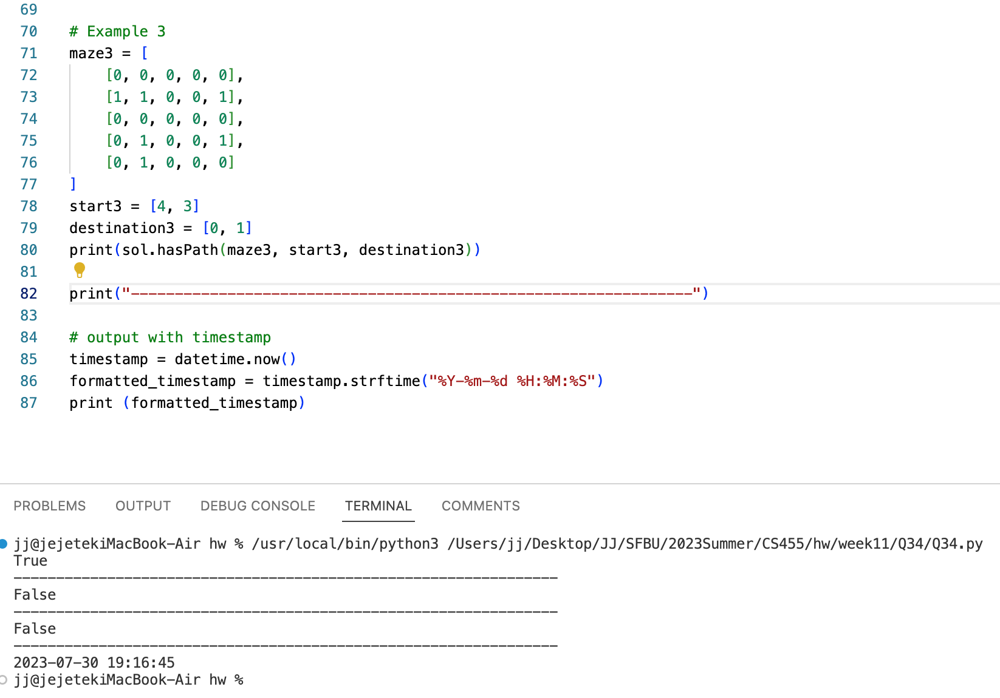 69
70 # Example 3
71 maze3 = [
72     [0, 0, 0, 0, 0],
73     [1, 1, 0, 0, 1],
74     [0, 0, 0, 0, 0],
75     [0, 1, 0, 0, 1],
76     [0, 1, 0, 0, 0]
77 ]
78 start3 = [4, 3]
79 destination3 = [0, 1]
80 print(sol.hasPath(maze3, start3, destination3))
81
82 print("----------------------------------------------------------------")
83
84 # output with timestamp
85 timestamp = datetime.now()
86 formatted_timestamp = timestamp.strftime("%Y-%m-%d %H:%M:%S")
87 print (formatted_timestamp)
PROBLEMS OUTPUT DEBUG CONSOLE TERMINAL COMMENTS
jj@jejetekiMacBook-Air hw % /usr/local/bin/python3 /Users/jj/Desktop/JJ/SFBU/2023Summer/CS455/hw/week11/Q34/Q34.py
True
----------------------------------------------------------------
False
----------------------------------------------------------------
False
----------------------------------------------------------------
2023-07-30 19:16:45
jj@jejetekiMacBook-Air hw %